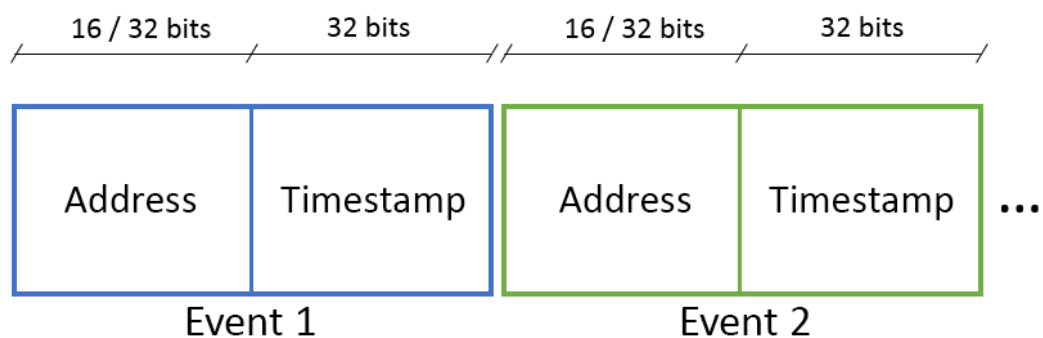 16 / 32 bits 32 bits 16 / 32 bits 32 bits
Address Timestamp Address Timestamp ...
Event 1 Event 2